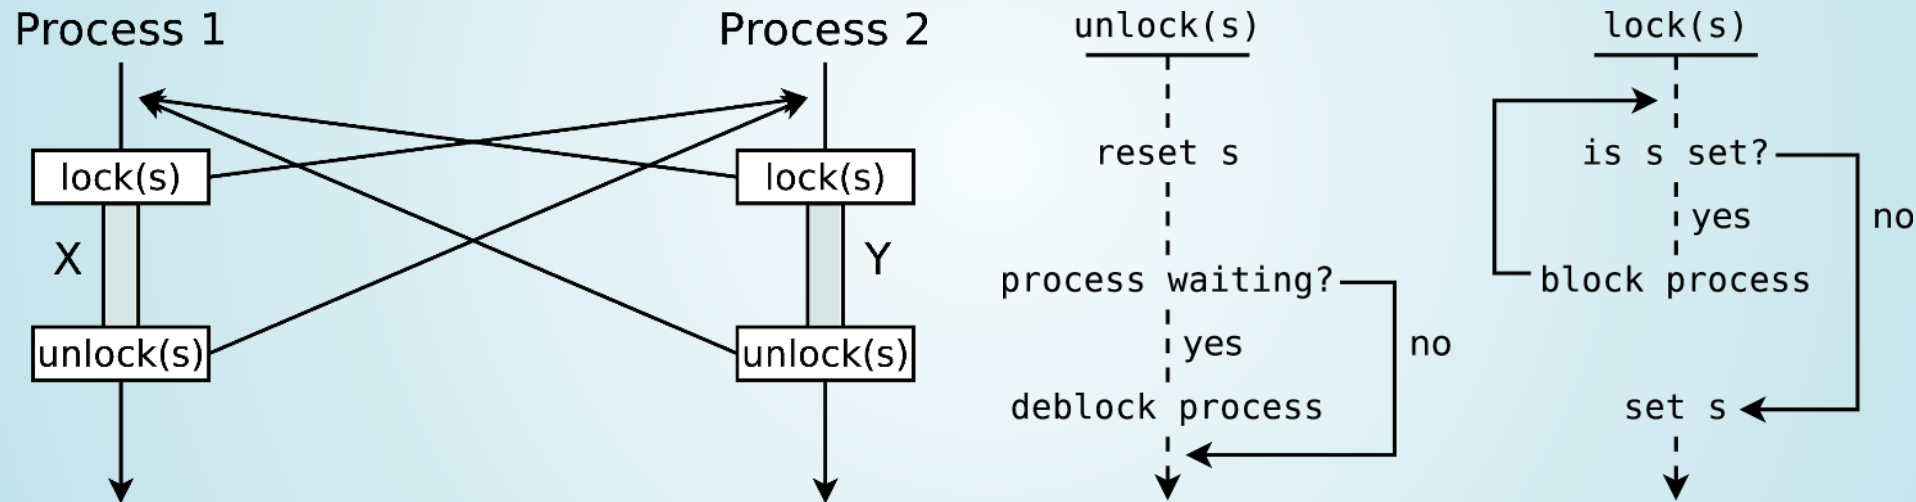 Process 1
lock(s)
X
unlock(s)
Process 2
lock(s)
Y
unlock(s)
unlock(s)
reset s
process waiting?
yes
no
deblock process
lock(s)
is s set?
yes
no
block process
set s